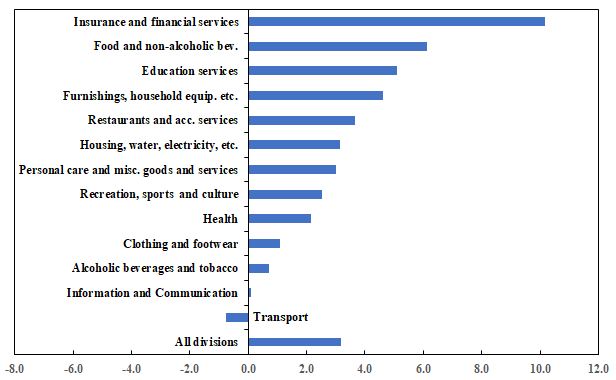 Insurance and financial services
Food and non-alcoholic bev.
Education services
Furnishings, household equip. etc.
Restaurants and acc. services
Housing, water, electricity, etc.
Personal care and misc. goods and services
Recreation, sports and culture
Health
Clothing and footwear
Alcoholic beverages and tobacco
Information and Communication
Transport
All divisions
-8.0 -6.0 -4.0 -2.0 0.0 2.0 4.0 6.0 8.0 10.0 12.0